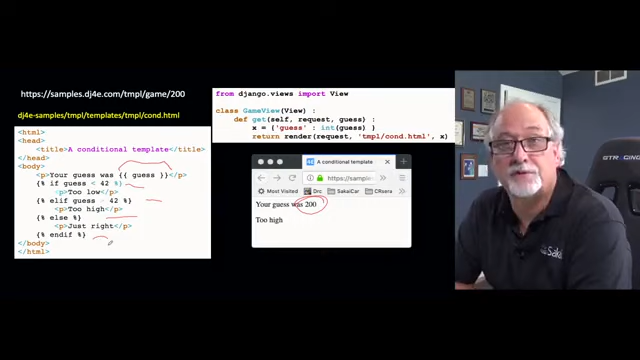 https://samples.dj4e.com/tmpl/game/200
dj4e-samples/tmpl/templates/tmpl/cond.html
<html>
<head>
<title>A conditional template</title>
</head>
<body>
<p>Your guess was {{ guess }}</p>
{% if guess < 42 %}
<p>Too low</p>
{% elif guess 42 %}
<p>Too high</p>
{% else %}
<p>Just right</p>
{% endif %}
</body>
</html>
from django.views import View
class GameView(View) :
def get(self, request, guess) :
x = {'guess' : int(guess) }
return render(request, 'tmpl/cond.html', x)
42 A conditional template
Most Visited Drc SakaiCar CRsera
Your guess was 200
Too high
GTRACING
Sakai